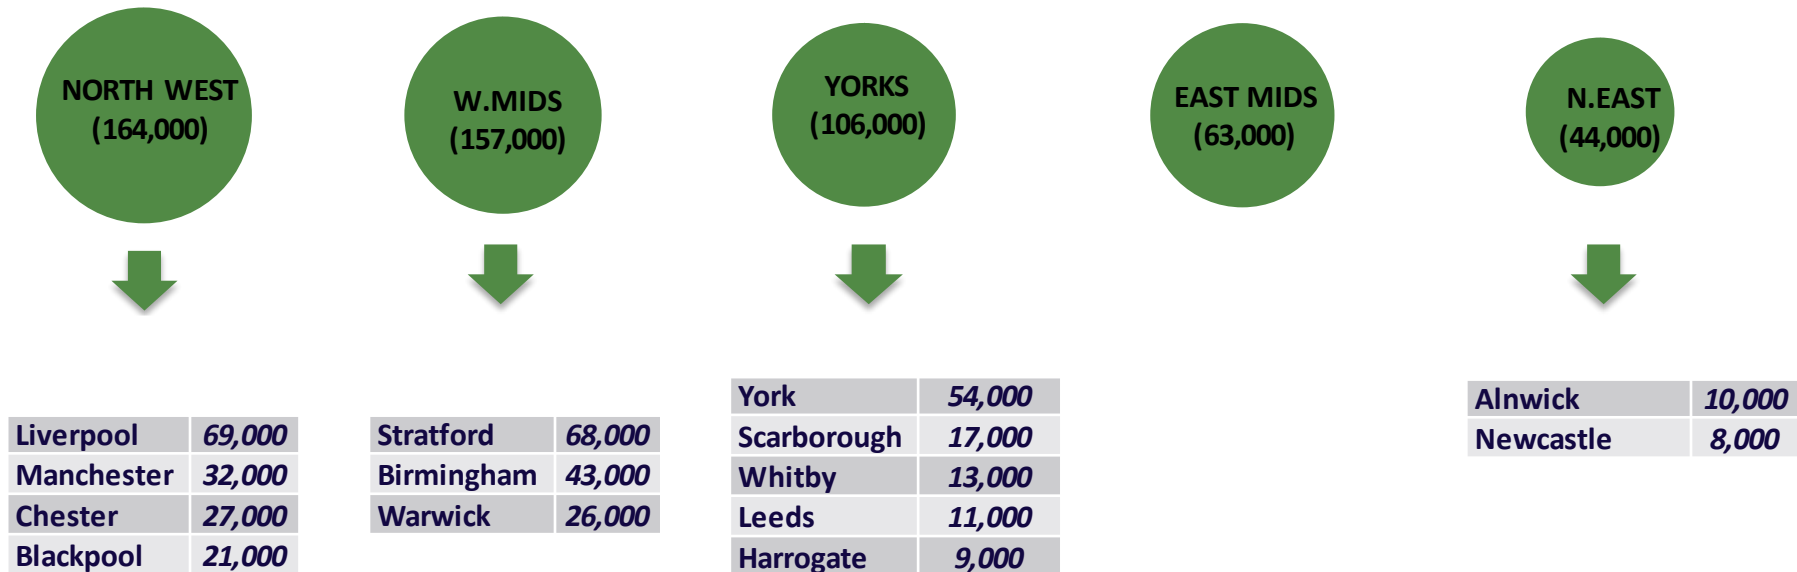 NORTH WEST
(164,000)
W.MIDS
(157,000)
YORKS
(106,000)
EAST MIDS
(63,000)
N.EAST
(44,000)
Liverpool 69,000
Manchester 32,000
Chester 27,000
Blackpool 21,000
Stratford 68,000
Birmingham 43,000
Warwick 26,000
York 54,000
Scarborough 17,000
Whitby 13,000
Leeds 11,000
Harrogate 9,000
Alnwick 10,000
Newcastle 8,000